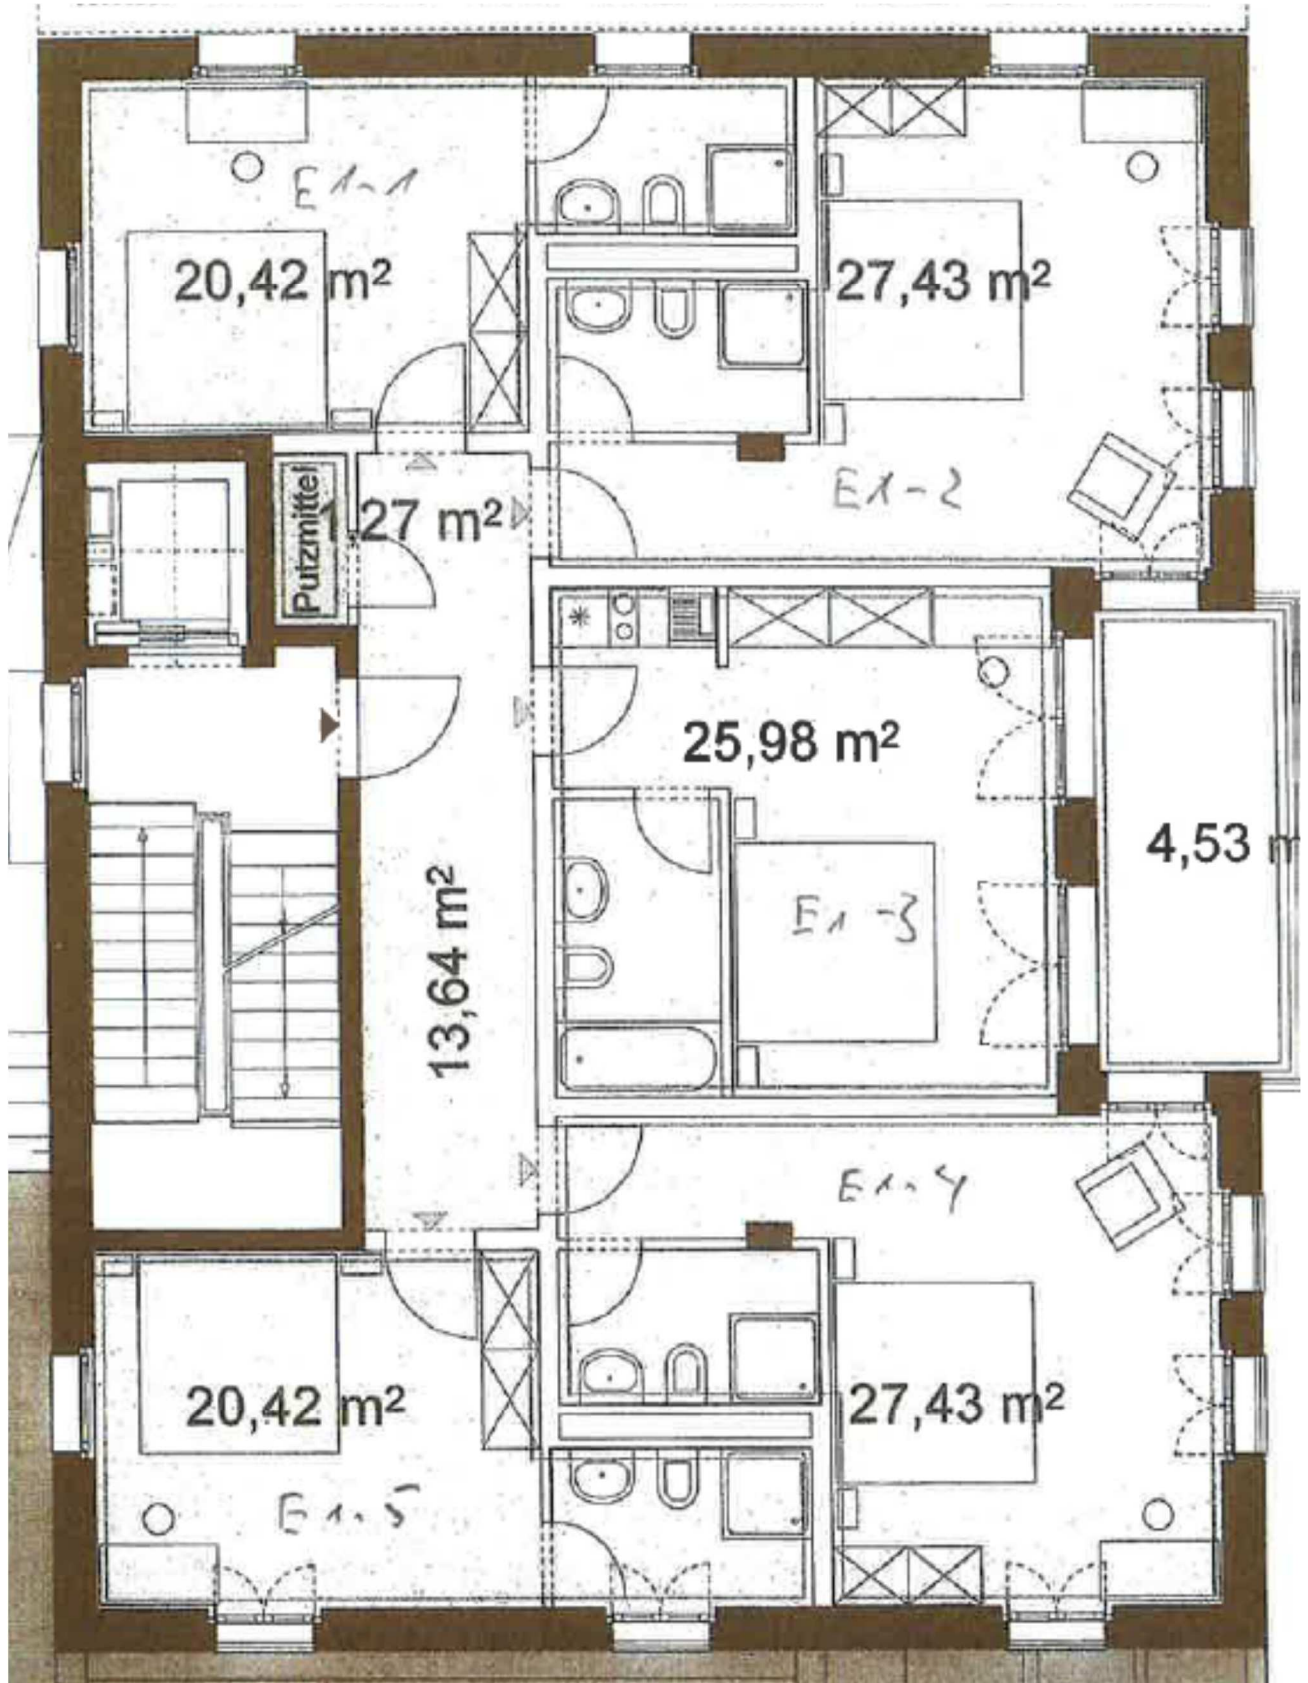 E1-1
20,42 m²
27,43 m²
E1-2
Putzmittel
1,27 m²
25,98 m²
4,53 m
E1-3
13,64 m²
E1-4
20,42 m²
27,43 m²
E1-5